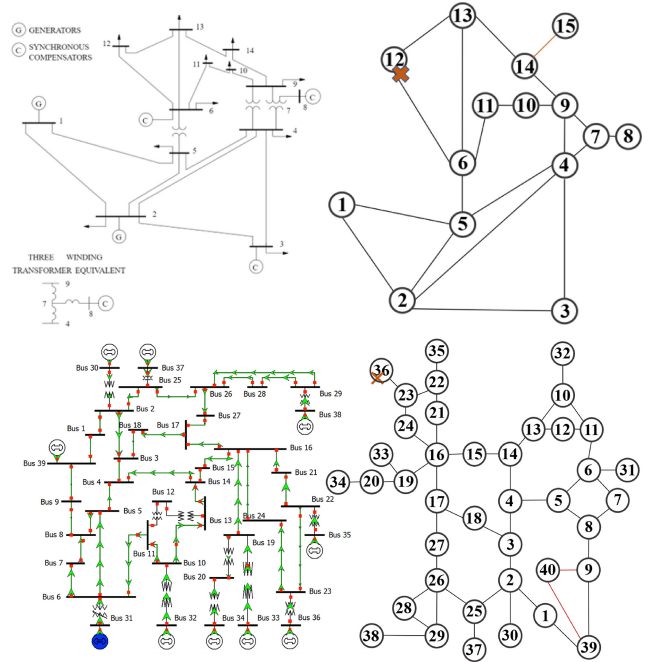 G GENERATORS
C SYNCHRONOUS
COMPENSATORS
13
12
14
11
10
9
G
C
6
C
8
7
1
4
5
2
G
3
C
THREE WINDING
TRANSFORMER EQUIVALENT
9
7
8
C
4
13
15
12
14
11
10
9
7
8
6
4
1
5
2
3
Bus 30
Bus 37
Bus 25
Bus 26
Bus 28
Bus 29
Bus 2
Bus 38
Bus 27
Bus 1
Bus 18
Bus 17
Bus 39
Bus 3
Bus 16
Bus 15
Bus 4
Bus 14
Bus 21
Bus 9
Bus 12
Bus 5
Bus 22
Bus 24
Bus 13
Bus 8
Bus 19
Bus 35
Bus 11
Bus 7
Bus 10
Bus 20
Bus 23
Bus 6
Bus 31
Bus 32
Bus 34
Bus 33
Bus 36
35
32
36
22
23
10
21
24
13
12
11
33
16
15
14
6
31
34
20
19
17
4
5
7
18
8
27
3
26
2
40
9
28
25
1
38
29
37
30
39